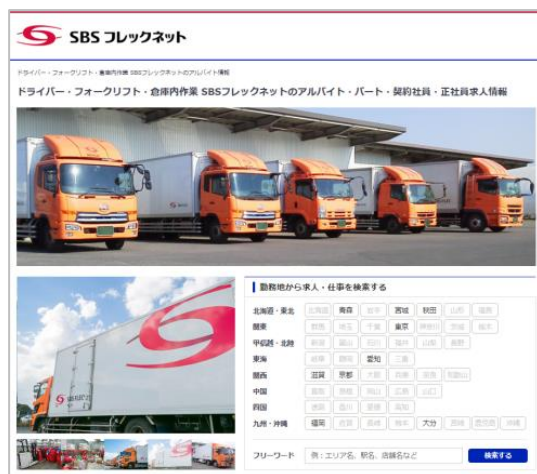 SBS フレックネット
ドライバー・フォークリフト・倉庫内作業 SBSフレックネットのアルバイト情報
ドライバー・フォークリフト・倉庫内作業 SBSフレックネットのアルバイト・パート・契約社員・正社員求人情報
勤務地から求人・仕事を検索する
北海道・東北 北海道 青森 岩手 宮城 秋田 山形 福島
関東 群馬 埼玉 千葉 東京 神奈川 茨城 栃木
甲信越・北陸 新潟 富山 石川 福井 山梨 長野
東海 岐阜 静岡 愛知 三重
関西 滋賀 京都 大阪 兵庫 奈良 和歌山
中国 鳥取 島根 岡山 広島 山口
四国 徳島 香川 愛媛 高知
九州・沖縄 福岡 佐賀 長崎 熊本 大分 宮崎 鹿児島 沖縄
フリーワード 例：エリア名、駅名、店舗名など 検索する